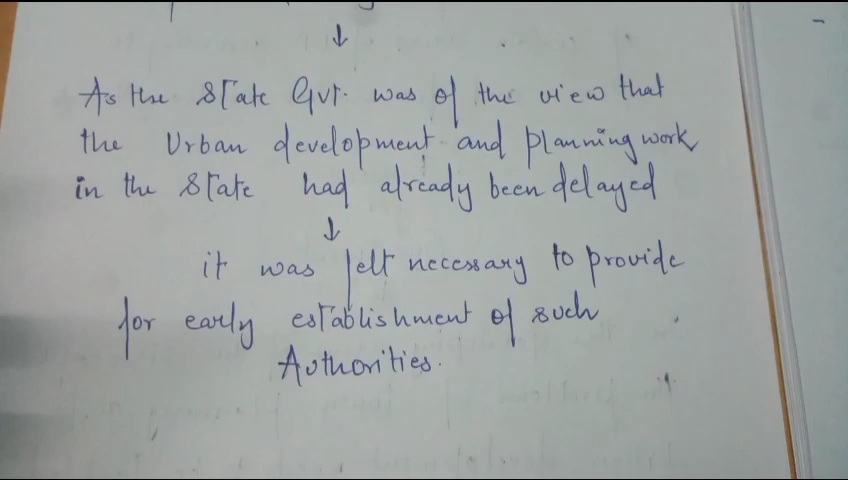 ↓
As the State Gvt. was of the view that
the Urban development and planning work
in the State had already been delayed
↓
it was felt necessary to provide
for early establishment of such
Authorities.